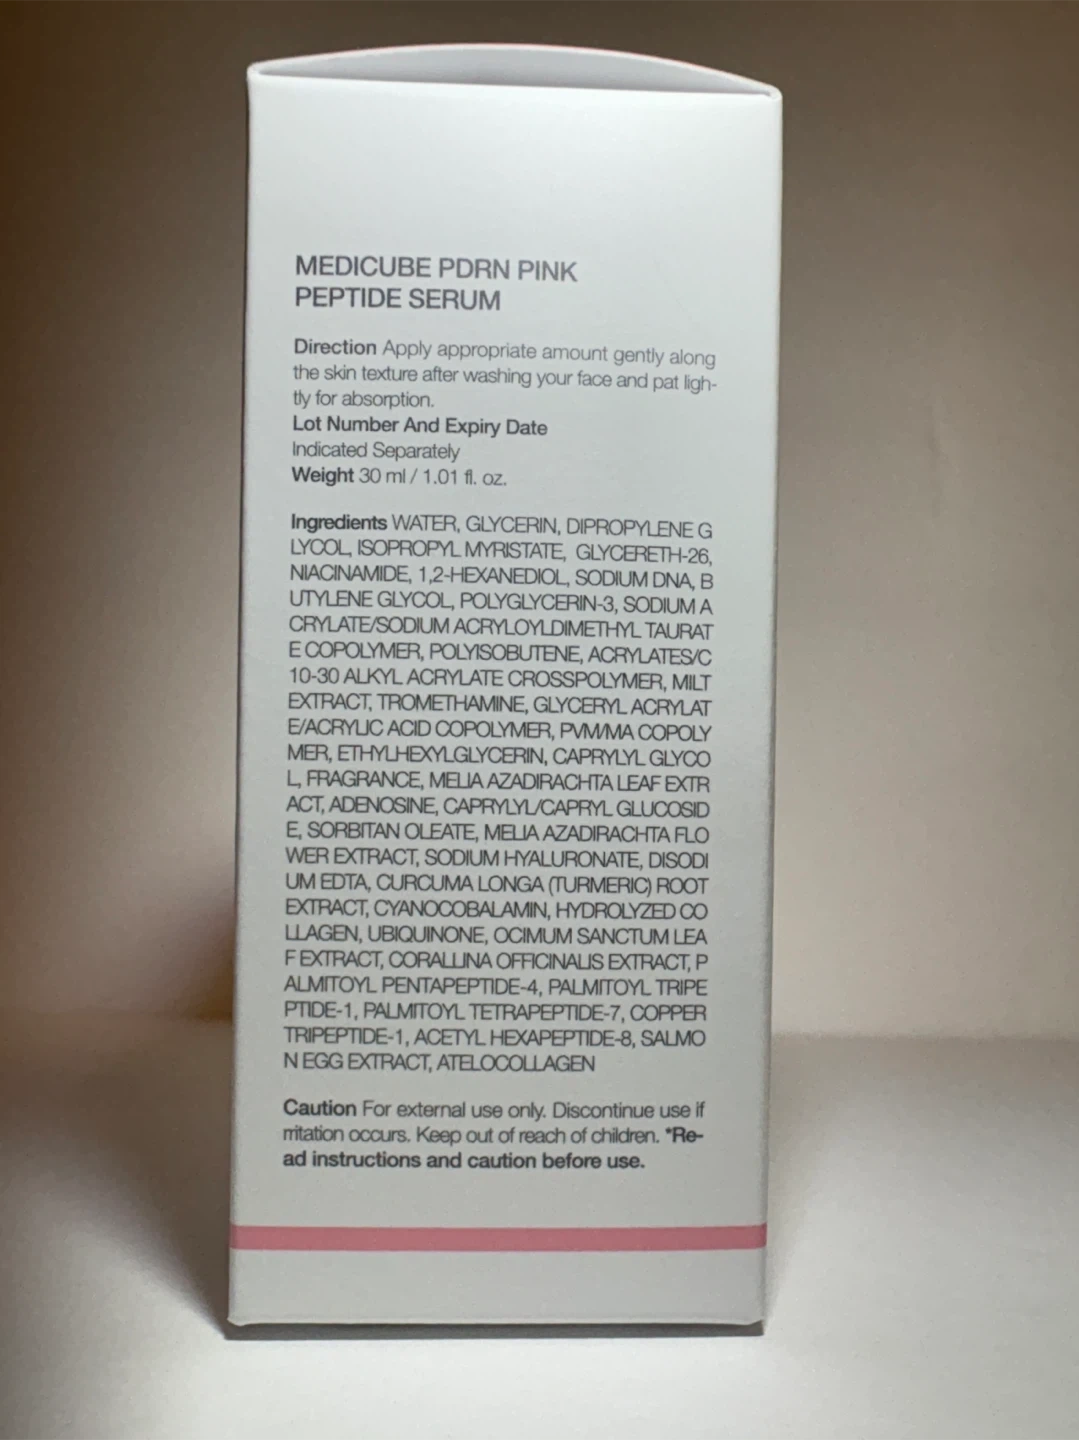 MEDICUBE PDRN PINK
PEPTIDE SERUM
Direction Apply appropriate amount gently along
the skin texture after washing your face and pat ligh-
tly for absorption.
Lot Number And Expiry Date
Indicated Separately
Weight 30 ml / 1.01 fl. oz.
Ingredients WATER, GLYCERIN, DIPROPYLENE G
LYCOL, ISOPROPYL MYRISTATE, GLYCERETH-26,
NIACINAMIDE, 1,2-HEXANEDIOL, SODIUM DNA, B
UTYLENE GLYCOL, POLYGLYCERIN-3, SODIUM A
CRYLATE/SODIUM ACRYLOYLDIMETHYL TAURAT
E COPOLYMER, POLYISOBUTENE, ACRYLATES/C
10-30 ALKYL ACRYLATE CROSSPOLYMER, MILT
EXTRACT, TROMETHAMINE, GLYCERYL ACRYLAT
E/ACRYLIC ACID COPOLYMER, PVM/MA COPOLY
MER, ETHYLHEXYLGLYCERIN, CAPRYLYL GLYCO
L, FRAGRANCE, MELIA AZADIRACHTA LEAF EXTR
ACT, ADENOSINE, CAPRYLYL/CAPRYL GLUCOSID
E, SORBITAN OLEATE, MELIA AZADIRACHTA FLO
WER EXTRACT, SODIUM HYALURONATE, DISODI
UM EDTA, CURCUMA LONGA (TURMERIC) ROOT
EXTRACT, CYANOCOBALAMIN, HYDROLYZED CO
LLAGEN, UBIQUINONE, OCIMUM SANCTUM LEA
F EXTRACT, CORALLINA OFFICINALIS EXTRACT, P
ALMITOYL PENTAPEPTIDE-4, PALMITOYL TRIPE
PTIDE-1, PALMITOYL TETRAPEPTIDE-7, COPPER
TRIPEPTIDE-1, ACETYL HEXAPEPTIDE-8, SALMO
N EGG EXTRACT, ATELOCOLLAGEN
Caution For external use only. Discontinue use if
rritation occurs. Keep out of reach of children. *Re-
ad instructions and caution before use.